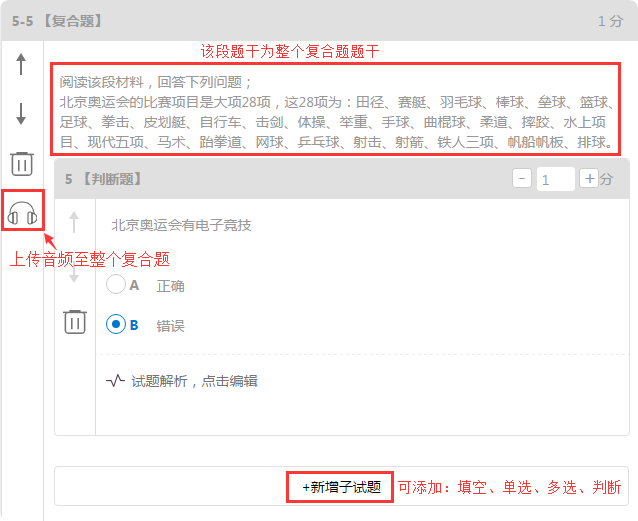 5-5 【复合题】 1 分
该段题干为整个复合题题干
阅读该段材料，回答下列问题；
北京奥运会的比赛项目是大项28项，这28项为：田径、赛艇、羽毛球、棒球、垒球、篮球、
足球、拳击、皮划艇、自行车、击剑、体操、举重、手球、曲棍球、柔道、摔跤、水上项
目、现代五项、马术、跆拳道、网球、乒乓球、射击、射箭、铁人三项、帆船帆板、排球。
5 【判断题】 - 1 + 分
北京奥运会有电子竞技
上传音频至整个复合题
A 正确
B 错误
试题解析，点击编辑
+新增子试题 可添加：填空、单选、多选、判断